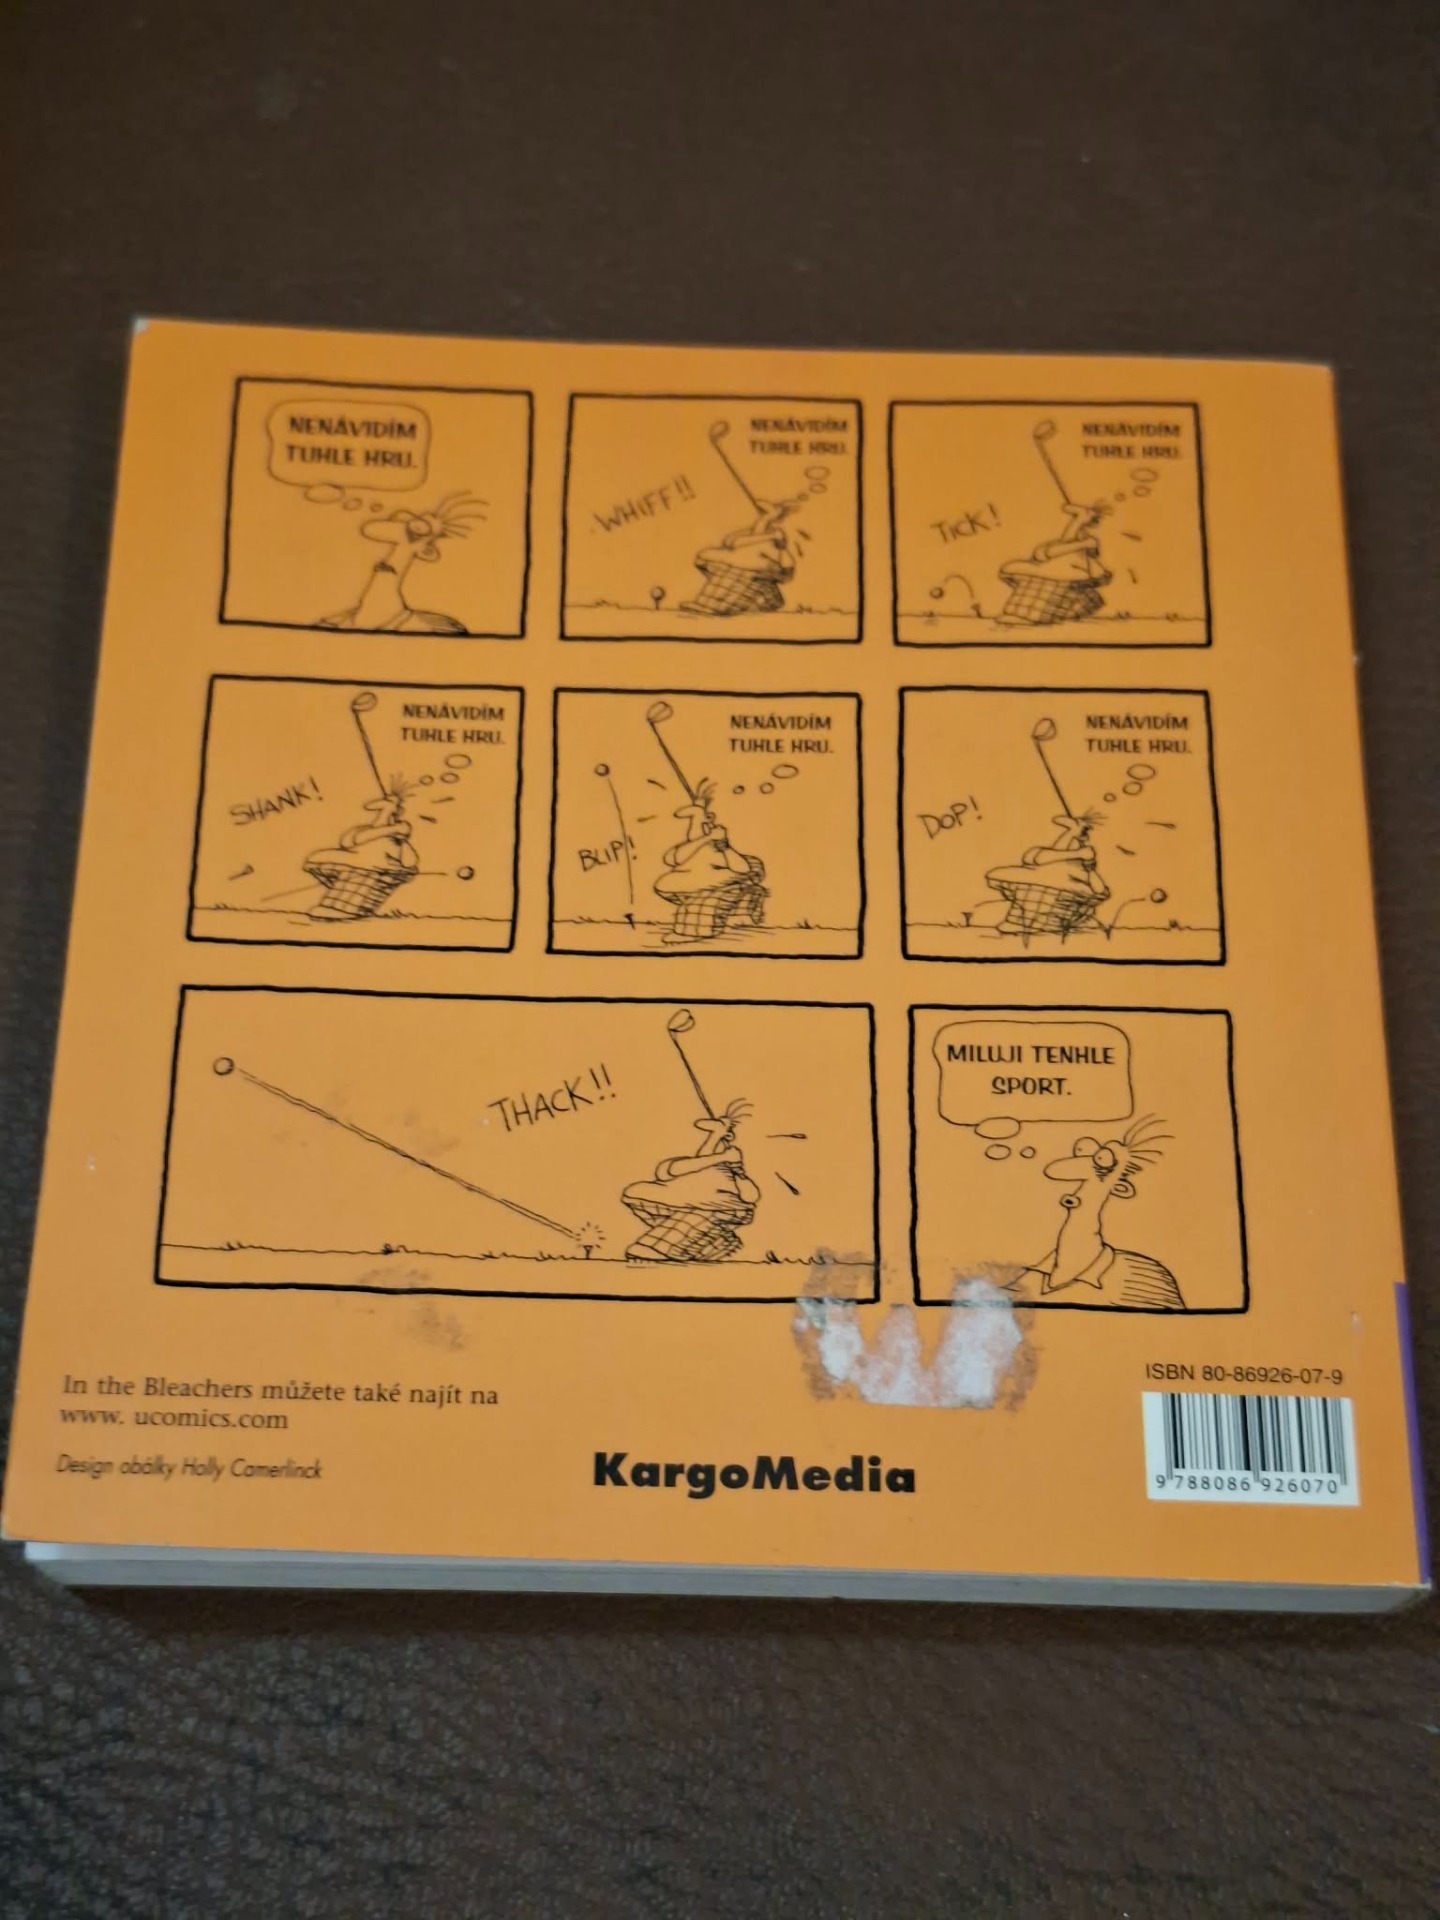 NENÁVIDÍM
TUHLE HRU.
NENÁVIDÍM
TUHLE HRU.
WHIFF!!
NENÁVIDÍM
TUHLE HRU.
TICK!
NENÁVIDÍM
TUHLE HRU.
SHANK!
NENÁVIDÍM
TUHLE HRU.
BLIP!
NENÁVIDÍM
TUHLE HRU.
DOP!
THACK!!
MILUJI TENHLE
SPORT.
In the Bleachers můžete také najít na
www. ucomics.com
Design obálky Holly Camerlinck
KargoMedia
ISBN 80-86926-07-9
9 788086 926070